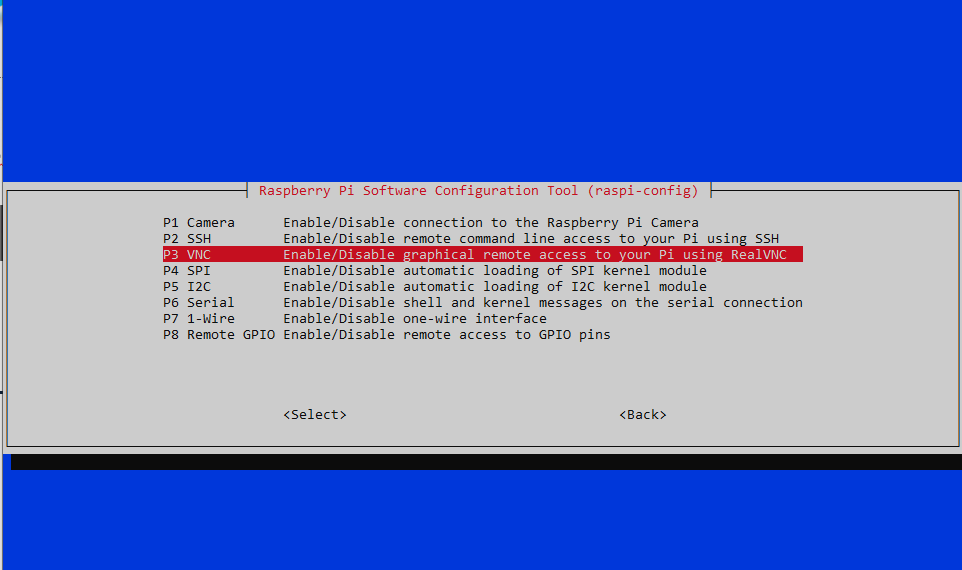 Raspberry Pi Software Configuration Tool (raspi-config)
P1 Camera Enable/Disable connection to the Raspberry Pi Camera
P2 SSH Enable/Disable remote command line access to your Pi using SSH
P3 VNC Enable/Disable graphical remote access to your Pi using RealVNC
P4 SPI Enable/Disable automatic loading of SPI kernel module
P5 I2C Enable/Disable automatic loading of I2C kernel module
P6 Serial Enable/Disable shell and kernel messages on the serial connection
P7 1-Wire Enable/Disable one-wire interface
P8 Remote GPIO Enable/Disable remote access to GPIO pins
<Select> <Back>